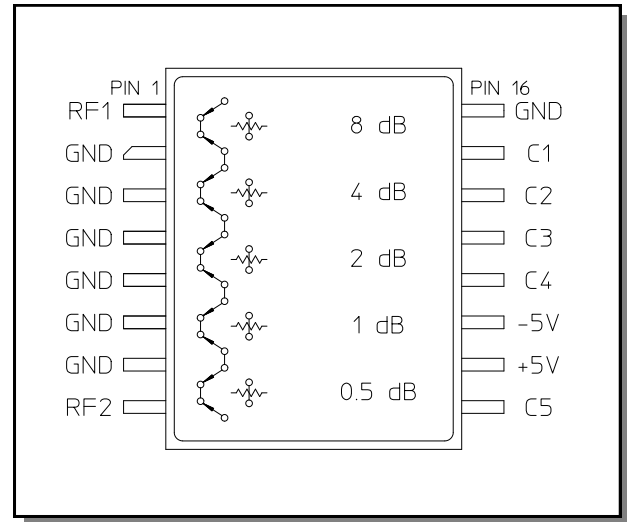 PIN 1 PIN 16
RF1 GND
GND 8 dB C1
GND 4 dB C2
GND C3
GND 2 dB C4
GND 1 dB -5V
GND +5V
RF2 0.5 dB C5